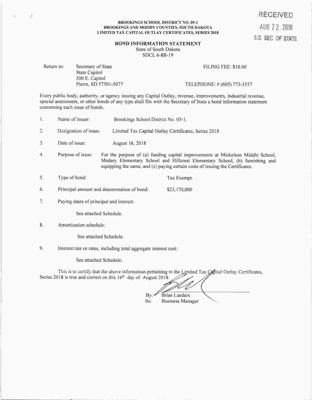 RECEIVED
AUG 22 2018
S.D. SEC. OF STATE
BROOKINGS SCHOOL DISTRICT NO. 05-1
BROOKINGS AND MOODY COUNTIES, SOUTH DAKOTA
LIMITED TAX CAPITAL OUTLAY CERTIFICATES, SERIES 2018
BOND INFORMATION STATEMENT
State of South Dakota
SDCL 6-8B-19
Return to: Secretary of State FILING FEE: $10.00
State Capitol
500 E. Capitol
Pierre, SD 57501-5077 TELEPHONE: # (605) 773-3537
Every public body, authority, or agency issuing any Capital Outlay, revenue, improvements, industrial revenue,
special assessment, or other bonds of any type shall file with the Secretary of State a bond information statement
concerning each issue of bonds.
1. Name of issuer: Brookings School District No. 05-1.
2. Designation of issue: Limited Tax Capital Outlay Certificates, Series 2018
3. Date of issue: August 16, 2018
4. Purpose of issue: For the purpose of (a) funding capital improvements at Mickelson Middle School,
Medary Elementary School and Hillcrest Elementary School, (b) furnishing and
equipping the same, and (c) paying certain costs of issuing the Certificates.
5. Type of bond: Tax Exempt.
6. Principal amount and denomination of bond: $23,170,000
7. Paying dates of principal and interest:
See attached Schedule.
8. Amortization schedule:
See attached Schedule.
9. Interest rate or rates, including total aggregate interest cost:
See attached Schedule.
This is to certify that the above information pertaining to the Limited Tax Capital Outlay Certificates,
Series 2018 is true and correct on this 16th day of August 2018.
By: Brian Lueders
Its: Business Manager